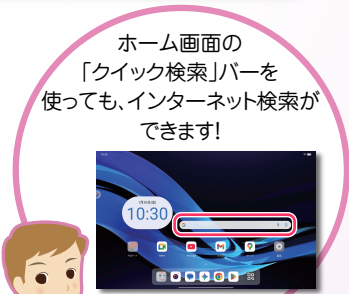 ホーム画面の
「クイック検索」バーを
使っても、インターネット検索が
できます!
10:30